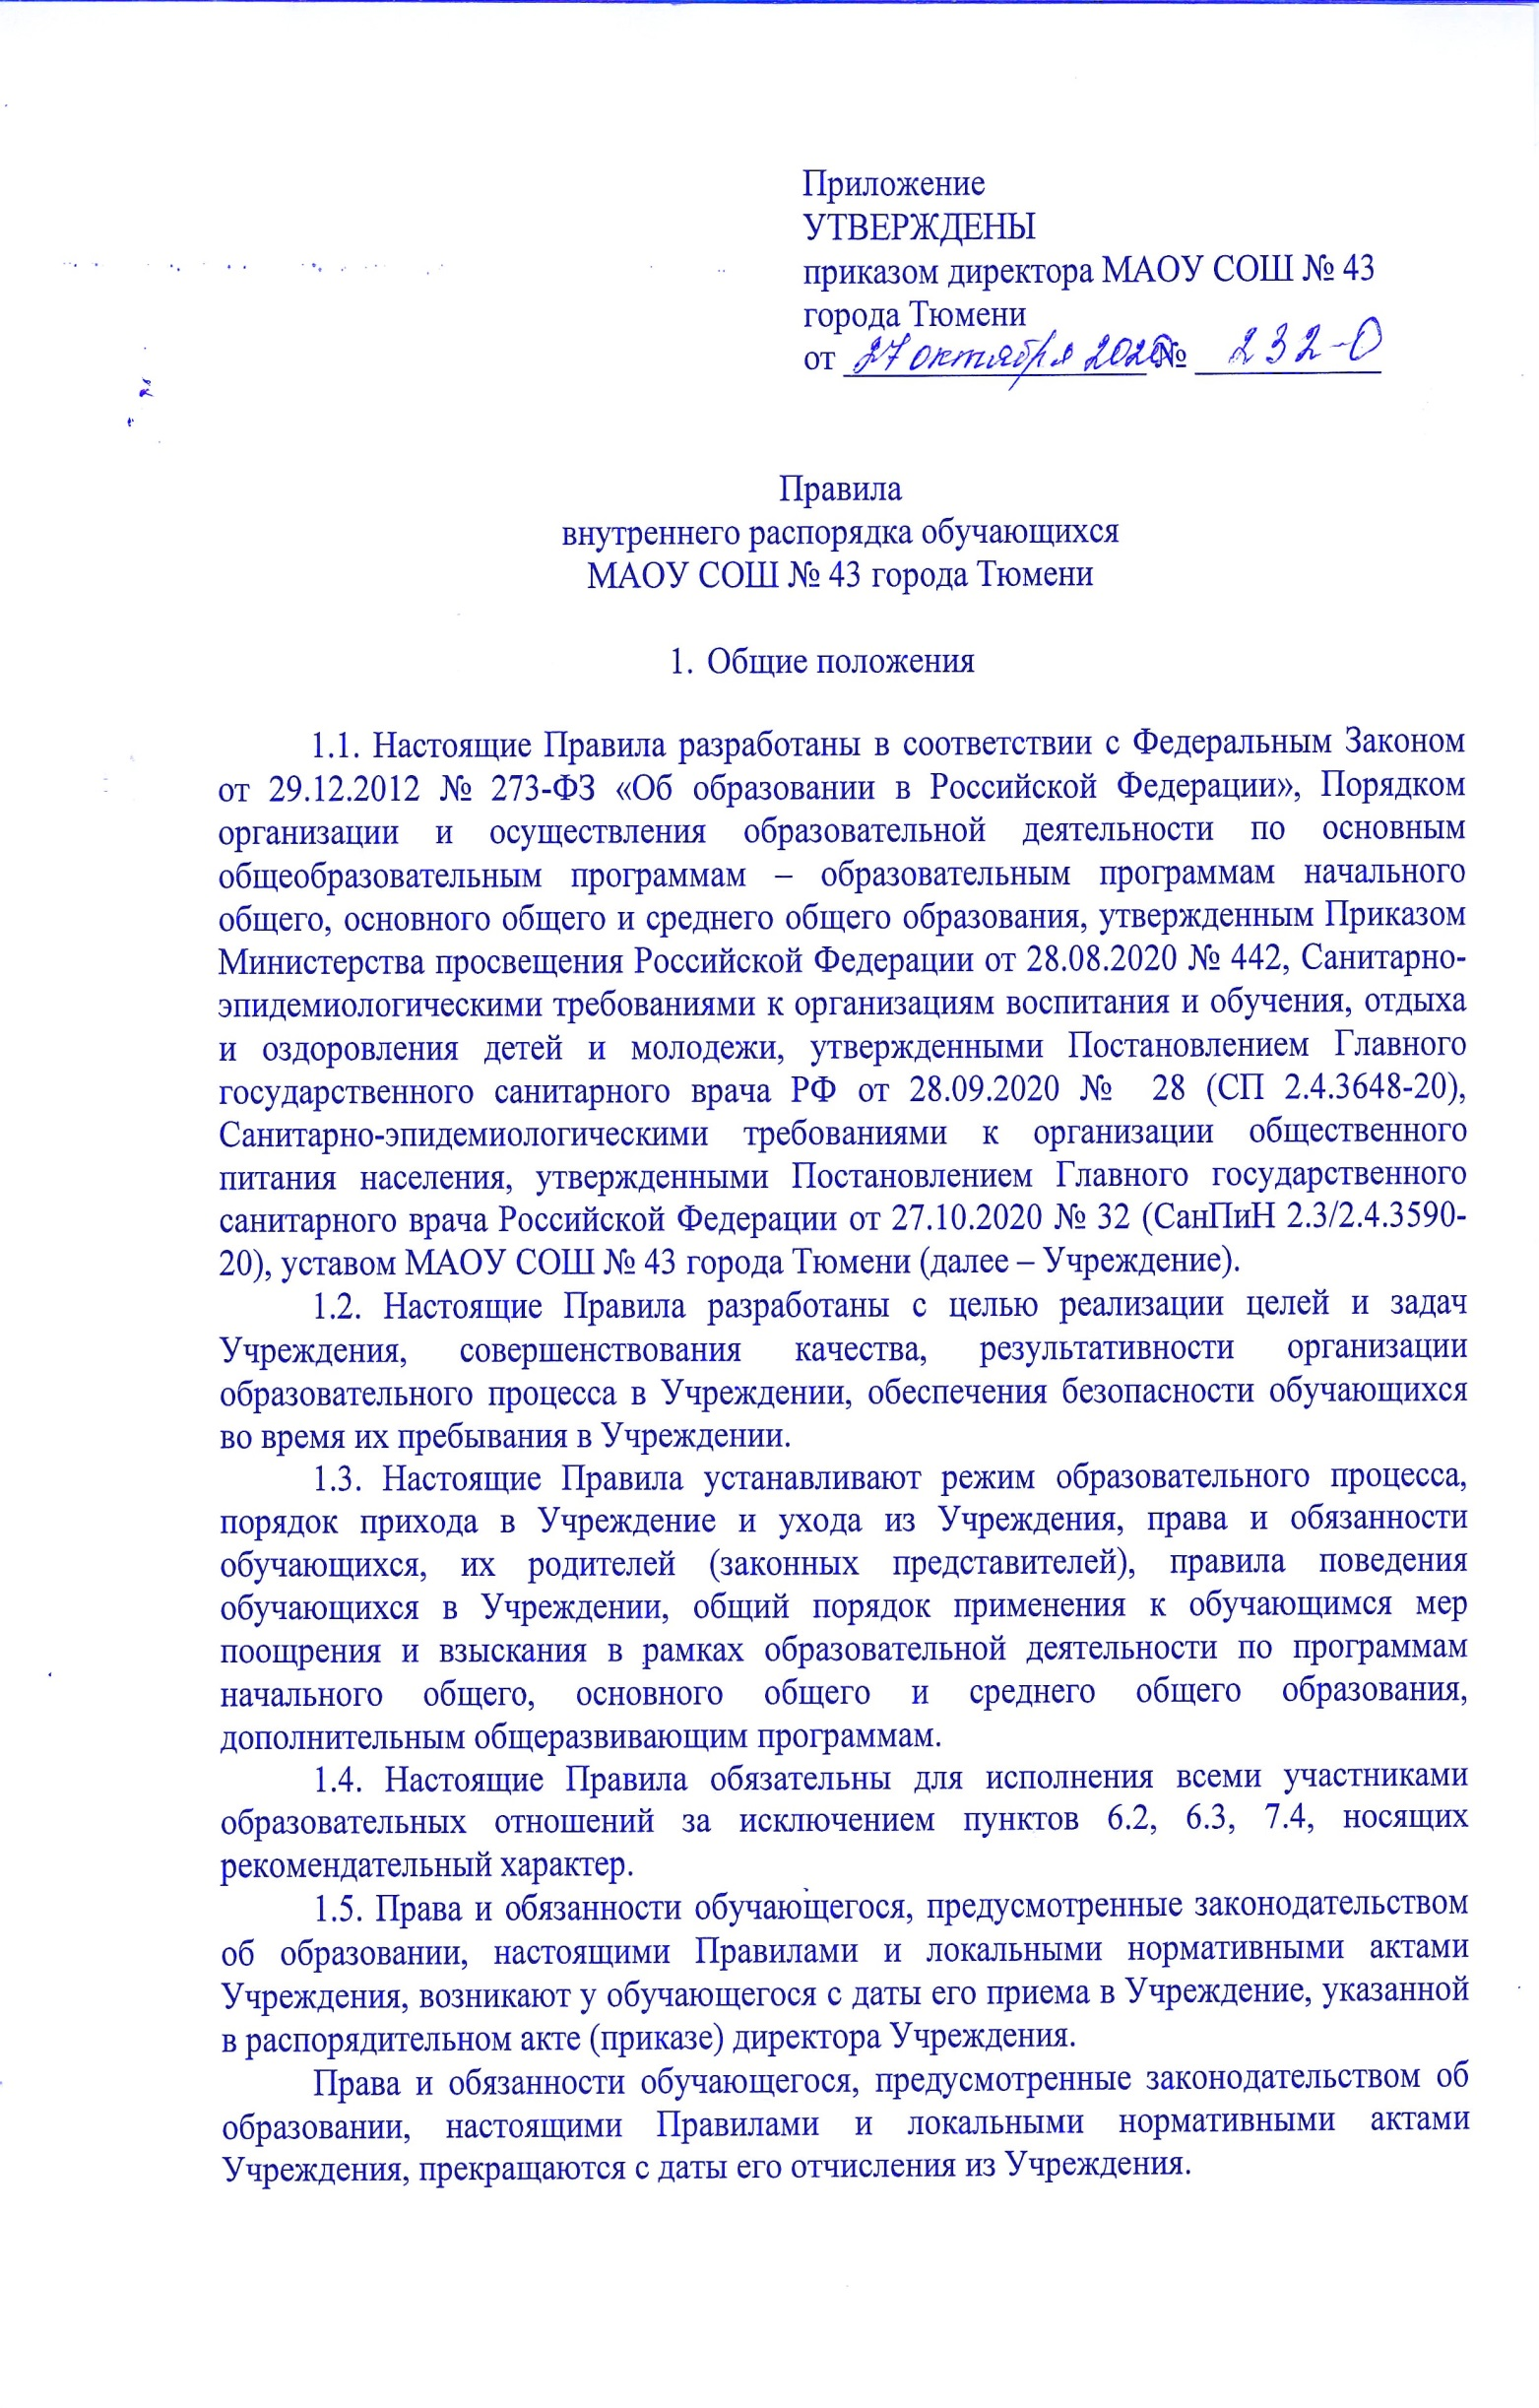 Приложение
УТВЕРЖДЕНЫ
приказом директора МАОУ СОШ № 43
города Тюмени
от 27 октября № 232-О
Правила
внутреннего распорядка обучающихся
МАОУ СОШ № 43 города Тюмени
1. Общие положения
1.1. Настоящие Правила разработаны в соответствии с Федеральным Законом
от 29.12.2012 № 273-ФЗ «Об образовании в Российской Федерации», Порядком
организации и осуществления образовательной деятельности по основным
общеобразовательным программам – образовательным программам начального
общего, основного общего и среднего общего образования, утвержденным Приказом
Министерства просвещения Российской Федерации от 28.08.2020 № 442, Санитарно-
эпидемиологическими требованиями к организациям воспитания и обучения, отдыха
и оздоровления детей и молодежи, утвержденными Постановлением Главного
государственного санитарного врача РФ от 28.09.2020 № 28 (СП 2.4.3648-20),
Санитарно-эпидемиологическими требованиями к организации общественного
питания населения, утвержденными Постановлением Главного государственного
санитарного врача Российской Федерации от 27.10.2020 № 32 (СанПиН 2.3/2.4.3590-
20), уставом МАОУ СОШ № 43 города Тюмени (далее – Учреждение).
1.2. Настоящие Правила разработаны с целью реализации целей и задач
Учреждения, совершенствования качества, результативности организации
образовательного процесса в Учреждении, обеспечения безопасности обучающихся
во время их пребывания в Учреждении.
1.3. Настоящие Правила устанавливают режим образовательного процесса,
порядок прихода в Учреждение и ухода из Учреждения, права и обязанности
обучающихся, их родителей (законных представителей), правила поведения
обучающихся в Учреждении, общий порядок применения к обучающимся мер
поощрения и взыскания в рамках образовательной деятельности по программам
начального общего, основного общего и среднего общего образования,
дополнительным общеразвивающим программам.
1.4. Настоящие Правила обязательны для исполнения всеми участниками
образовательных отношений за исключением пунктов 6.2, 6.3, 7.4, носящих
рекомендательный характер.
1.5. Права и обязанности обучающегося, предусмотренные законодательством
об образовании, настоящими Правилами и локальными нормативными актами
Учреждения, возникают у обучающегося с даты его приема в Учреждение, указанной
в распорядительном акте (приказе) директора Учреждения.
Права и обязанности обучающегося, предусмотренные законодательством об
образовании, настоящими Правилами и локальными нормативными актами
Учреждения, прекращаются с даты его отчисления из Учреждения.